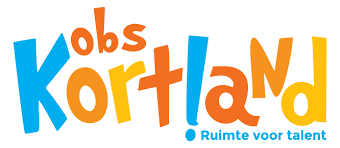 obs
Kortland
Ruimte voor talent